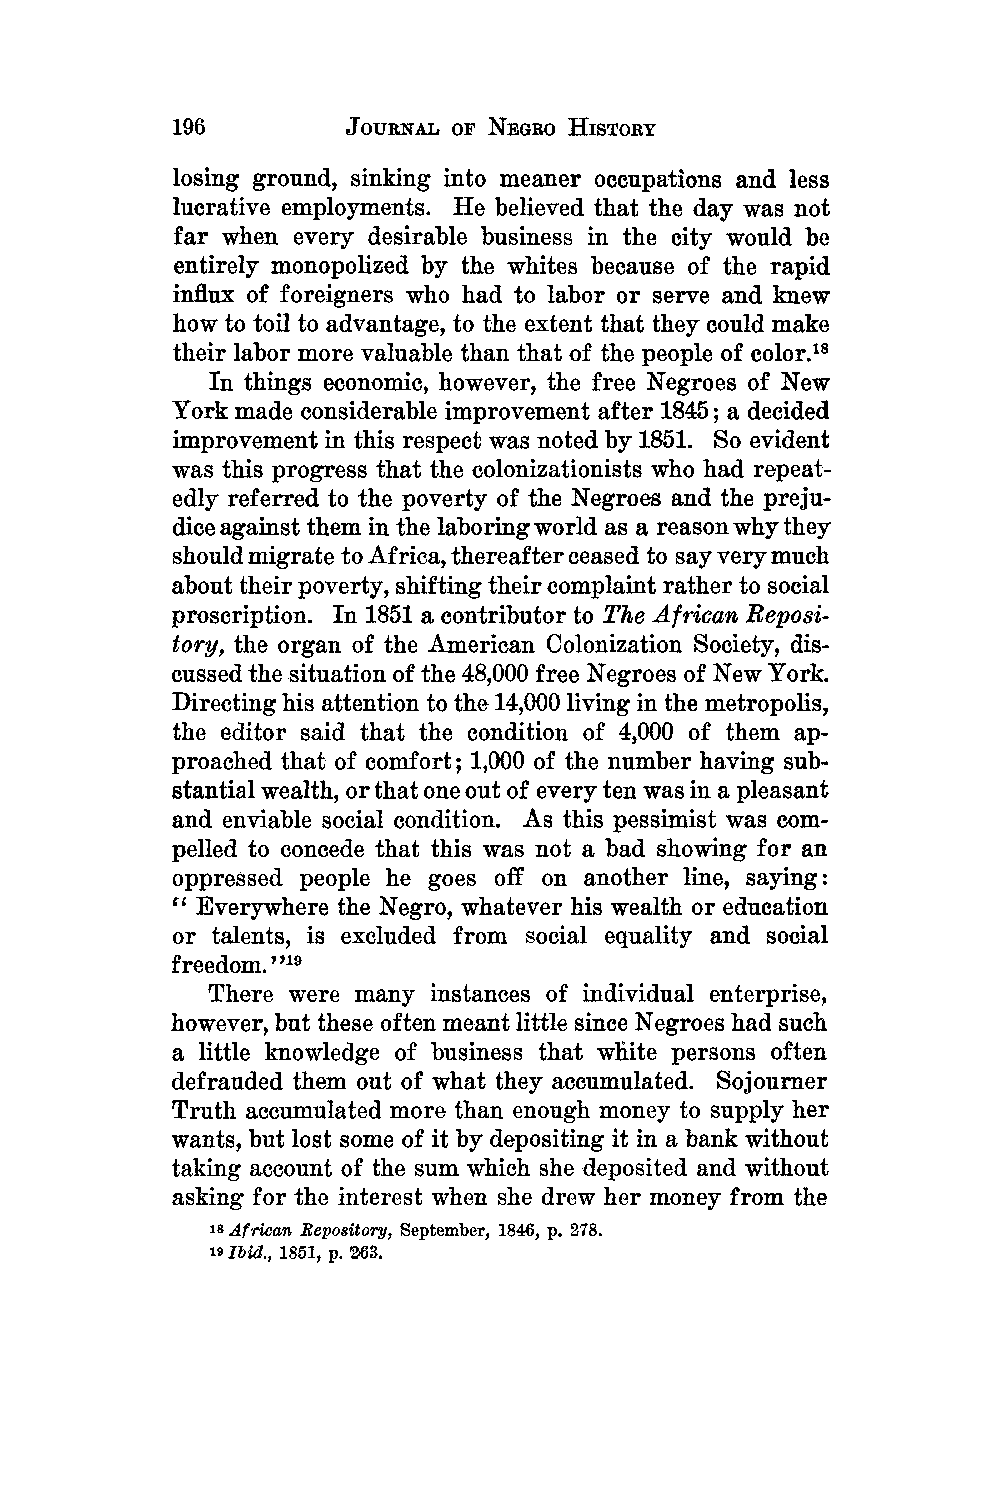 196 JOURNAL OF NEGRO HISTORY
losing ground, sinking into meaner occupations and less
lucrative employments. He believed that the day was not
far when every desirable business in the city would be
entirely monopolized by the whites because of the rapid
influx of foreigners who had to labor or serve and knew
how to toil to advantage, to the extent that they could make
their labor more valuable than that of the people of color.¹⁸
In things economic, however, the free Negroes of New
York made considerable improvement after 1845; a decided
improvement in this respect was noted by 1851. So evident
was this progress that the colonizationists who had repeat-
edly referred to the poverty of the Negroes and the preju-
dice against them in the laboring world as a reason why they
should migrate to Africa, thereafter ceased to say very much
about their poverty, shifting their complaint rather to social
proscription. In 1851 a contributor to The African Reposi-
tory, the organ of the American Colonization Society, dis-
cussed the situation of the 48,000 free Negroes of New York.
Directing his attention to the 14,000 living in the metropolis,
the editor said that the condition of 4,000 of them ap-
proached that of comfort; 1,000 of the number having sub-
stantial wealth, or that one out of every ten was in a pleasant
and enviable social condition. As this pessimist was com-
pelled to concede that this was not a bad showing for an
oppressed people he goes off on another line, saying:
" Everywhere the Negro, whatever his wealth or education
or talents, is excluded from social equality and social
freedom."¹⁹
There were many instances of individual enterprise,
however, but these often meant little since Negroes had such
a little knowledge of business that white persons often
defrauded them out of what they accumulated. Sojourner
Truth accumulated more than enough money to supply her
wants, but lost some of it by depositing it in a bank without
taking account of the sum which she deposited and without
asking for the interest when she drew her money from the
¹⁸ African Repository, September, 1846, p. 278.
¹⁹ Ibid., 1851, p. 263.